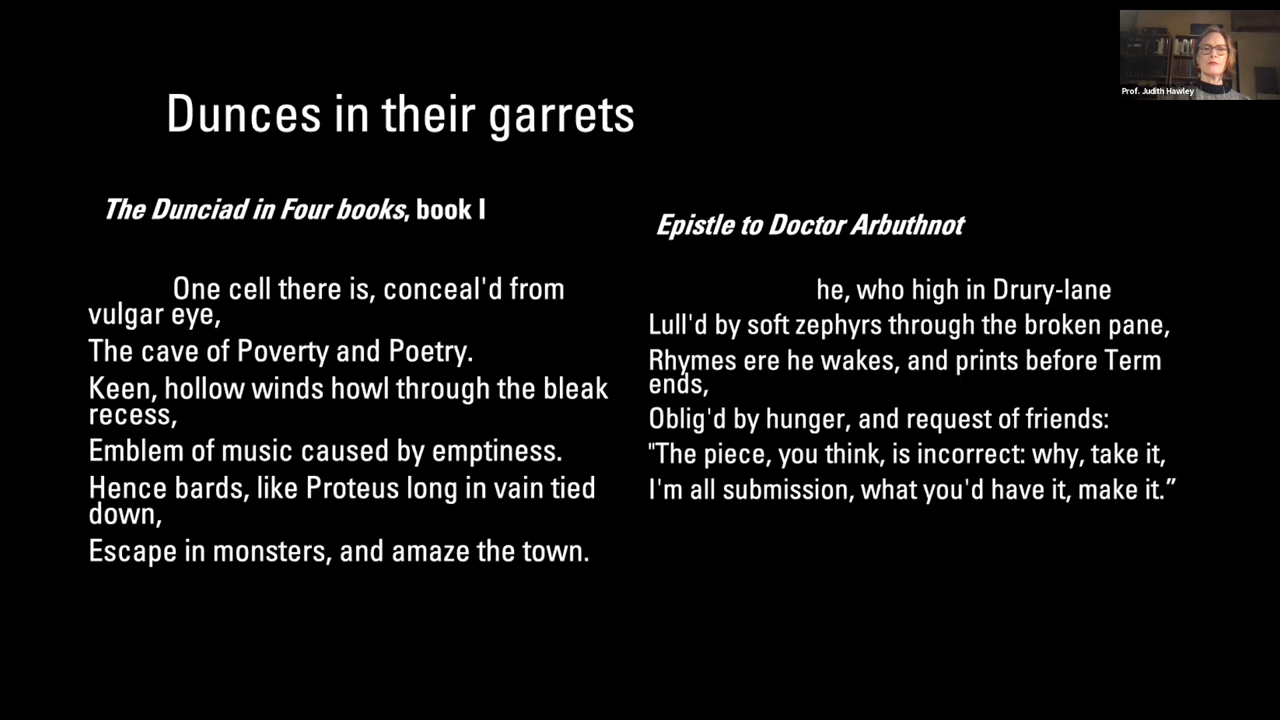 Prof. Judith Hawley
Dunces in their garrets
The Dunciad in Four books, book I
One cell there is, conceal'd from
vulgar eye,
The cave of Poverty and Poetry.
Keen, hollow winds howl through the bleak
recess,
Emblem of music caused by emptiness.
Hence bards, like Proteus long in vain tied
down,
Escape in monsters, and amaze the town.
Epistle to Doctor Arbuthnot
he, who high in Drury-lane
Lull'd by soft zephyrs through the broken pane,
Rhymes ere he wakes, and prints before Term
ends,
Oblig'd by hunger, and request of friends:
"The piece, you think, is incorrect: why, take it,
I'm all submission, what you'd have it, make it.”